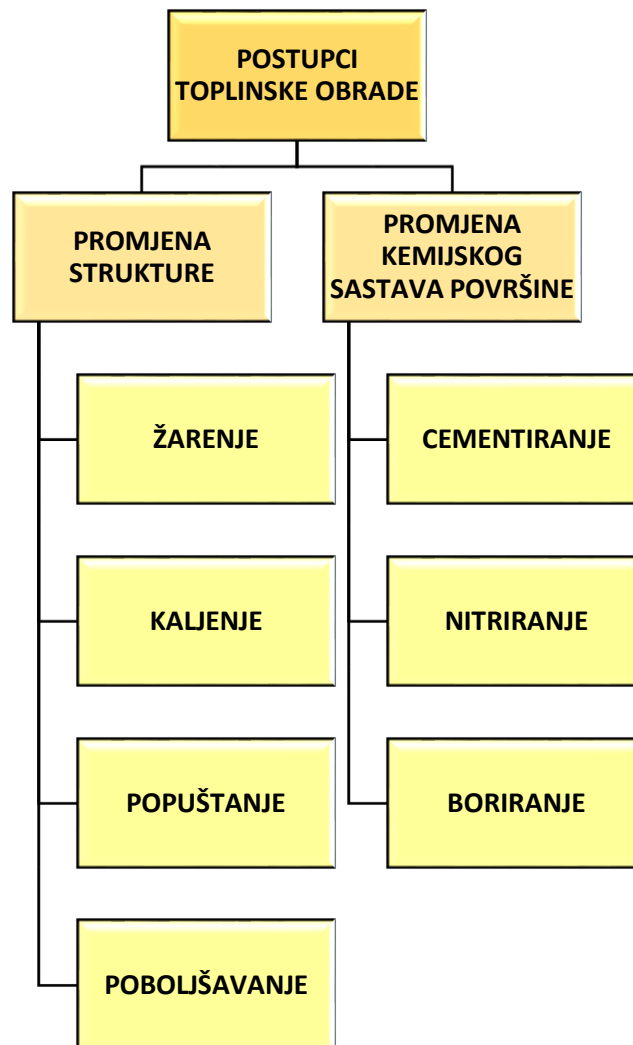 POSTUPCI
TOPLINSKE OBRADE
PROMJENA
STRUKTURE
PROMJENA
KEMIJSKOG
SASTAVA POVRŠINE
ŽARENJE
CEMENTIRANJE
KALJENJE
NITRIRANJE
POPUŠTANJE
BORIRANJE
POBOLJŠAVANJE